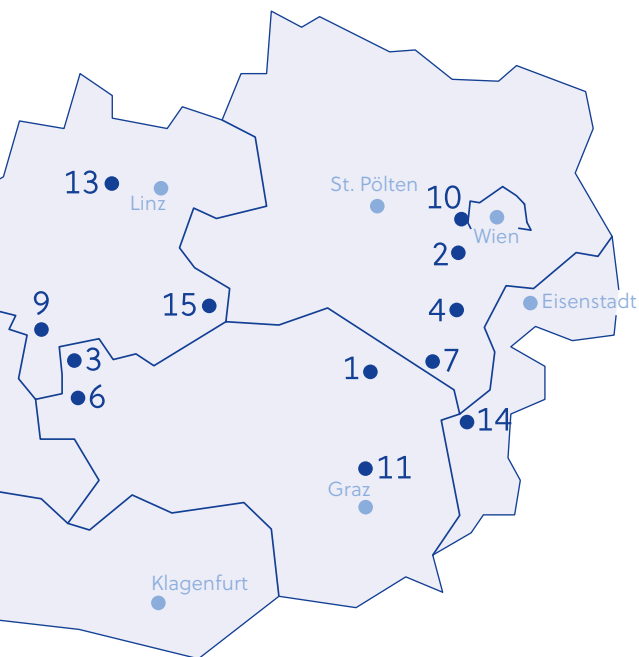 St. Pölten
13
Linz
10
Wien
2
9
15
4
Eisenstadt
3
1
7
6
14
11
Graz
Klagenfurt